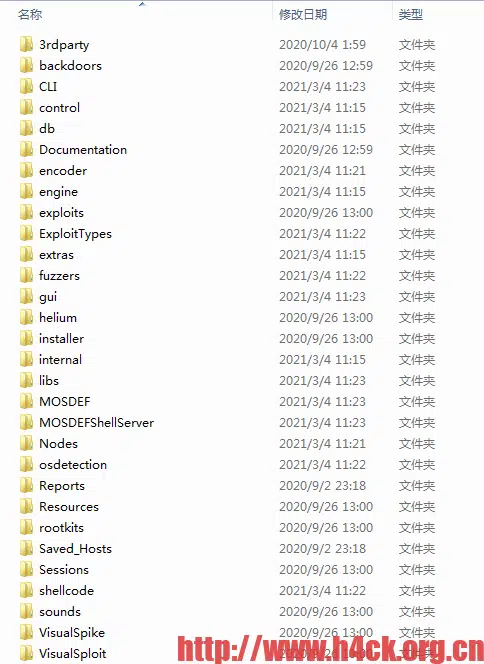 名称 修改日期 类型
3rdparty 2020/10/4 1:59 文件夹
backdoors 2020/9/26 12:59 文件夹
CLI 2021/3/4 11:23 文件夹
control 2021/3/4 11:15 文件夹
db 2021/3/4 11:15 文件夹
Documentation 2020/9/26 12:59 文件夹
encoder 2021/3/4 11:21 文件夹
engine 2021/3/4 11:15 文件夹
exploits 2020/9/26 13:00 文件夹
ExploitTypes 2021/3/4 11:22 文件夹
extras 2021/3/4 11:15 文件夹
fuzzers 2021/3/4 11:22 文件夹
gui 2021/3/4 11:23 文件夹
helium 2020/9/26 13:00 文件夹
installer 2020/9/26 13:00 文件夹
internal 2021/3/4 11:15 文件夹
libs 2021/3/4 11:23 文件夹
MOSDEF 2021/3/4 11:23 文件夹
MOSDEFShellServer 2021/3/4 11:23 文件夹
Nodes 2021/3/4 11:21 文件夹
osdetection 2021/3/4 11:22 文件夹
Reports 2020/9/2 23:18 文件夹
Resources 2020/9/26 13:00 文件夹
rootkits 2020/9/26 13:00 文件夹
Saved_Hosts 2020/9/2 23:18 文件夹
Sessions 2020/9/26 13:00 文件夹
shellcode 2021/3/4 11:22 文件夹
sounds 2020/9/26 13:00 文件夹
VisualSpike 2020/9/26 13:00 文件夹
VisualSploit
http://www.h4ck.org.cn